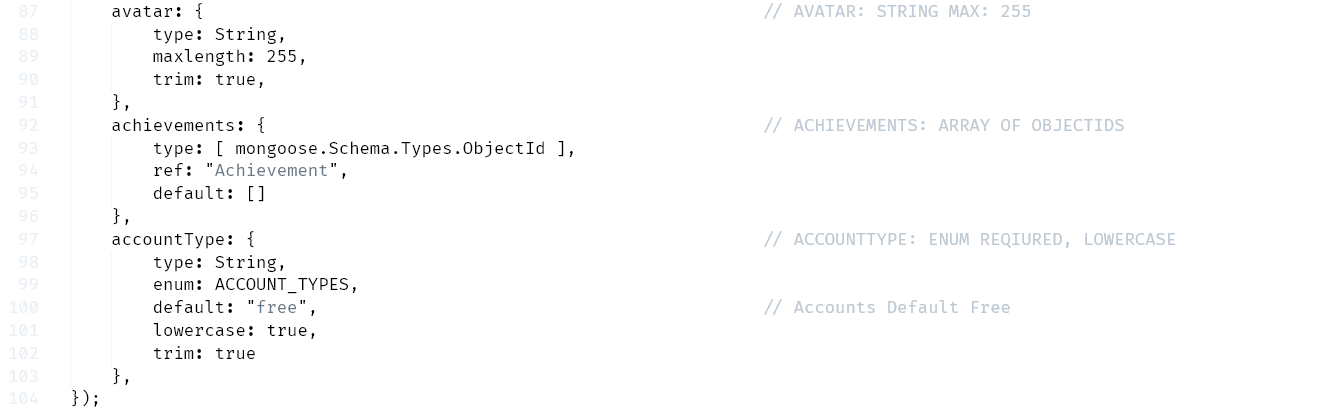 87 avatar: { // AVATAR: STRING MAX: 255
88 type: String,
89 maxlength: 255,
90 trim: true,
91 },
92 achievements: { // ACHIEVEMENTS: ARRAY OF OBJECTIDS
93 type: [ mongoose.Schema.Types.ObjectId ],
94 ref: "Achievement",
95 default: []
96 },
97 accountType: { // ACCOUNTTYPE: ENUM REQIURED, LOWERCASE
98 type: String,
99 enum: ACCOUNT_TYPES,
100 default: "free", // Accounts Default Free
101 lowercase: true,
102 trim: true
103 },
104 });